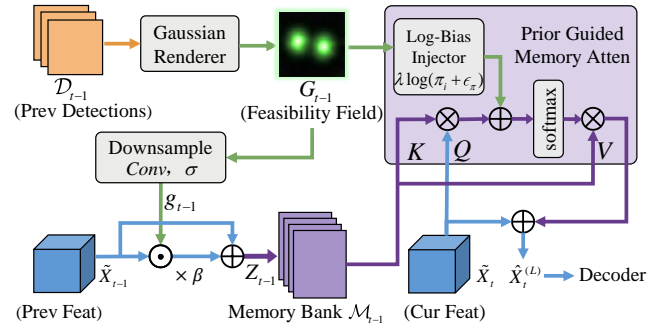 Gaussian
Renderer
Log-Bias
Injector
λ log(π_i + ϵ_π)
Prior Guided
Memory Atten
softmax
𝒟_{t-1}
(Prev Detections)
G_{t-1}
(Feasibility Field)
K
Q
V
Downsample
Conv, σ
g_{t-1}
X̃_{t-1}
× β
Z_{t-1}
(Prev Feat)
Memory Bank ℳ_{t-1}
X̃_t
(Cur Feat)
X̂_t^{(L)}
Decoder